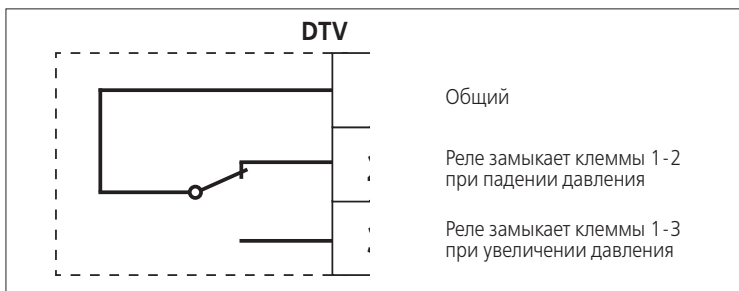 DTV
Общий
Реле замыкает клеммы 1-2
при падении давления
Реле замыкает клеммы 1-3
при увеличении давления